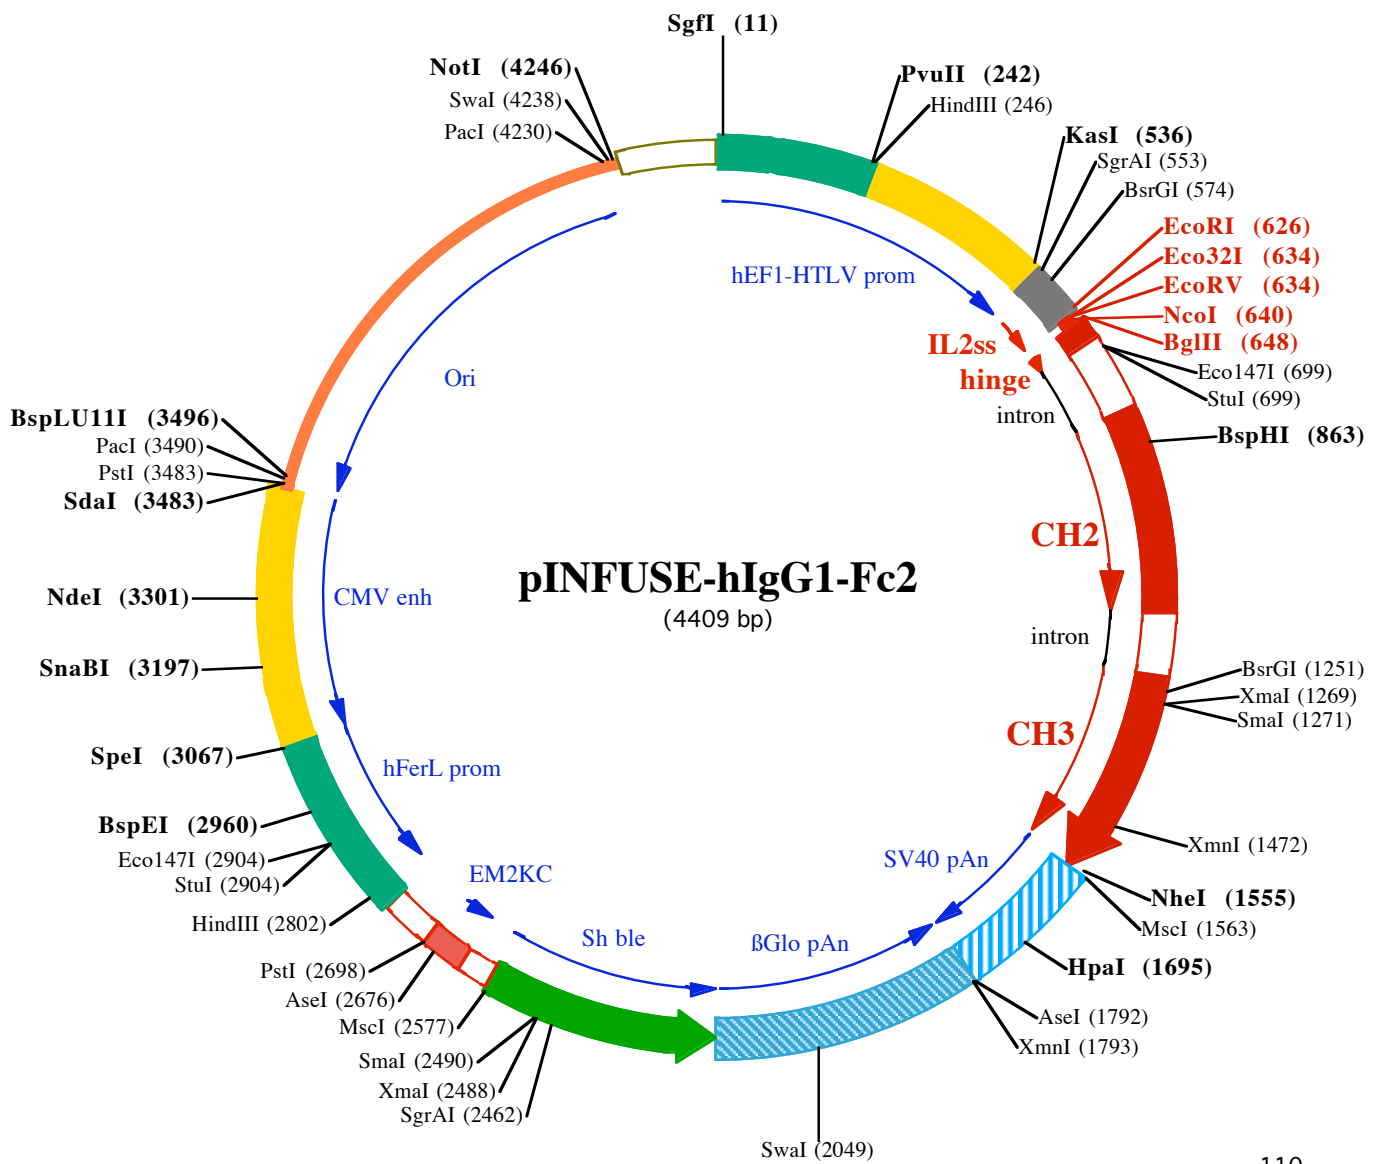 SgfI (11)
NotI (4246)
SwaI (4238)
PacI (4230)
PvuII (242)
HindIII (246)
KasI (536)
SgrAI (553)
BsrGI (574)
EcoRI (626)
Eco32I (634)
EcoRV (634)
NcoI (640)
BglII (648)
Eco147I (699)
StuI (699)
BspHI (863)
hEF1-HTLV prom
IL2ss
hinge
intron
Ori
BspLU11I (3496)
PacI (3490)
PstI (3483)
SdaI (3483)
CH2
pINFUSE-hIgG1-Fc2
(4409 bp)
NdeI (3301)
CMV enh
intron
SnaBI (3197)
BsrGI (1251)
XmaI (1269)
SmaI (1271)
CH3
SpeI (3067)
hFerL prom
BspEI (2960)
Eco147I (2904)
StuI (2904)
HindIII (2802)
EM2KC
SV40 pAn
XmnI (1472)
NheI (1555)
MscI (1563)
Sh ble
ßGlo pAn
HpaI (1695)
PstI (2698)
AseI (2676)
MscI (2577)
SmaI (2490)
XmaI (2488)
SgrAI (2462)
AseI (1792)
XmnI (1793)
SwaI (2049)